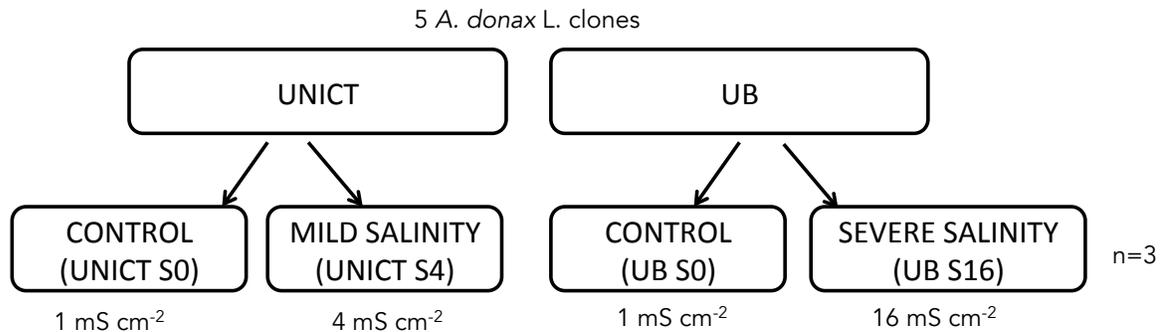 5 A. donax L. clones
UNICT
UB
CONTROL
(UNICT S0)
MILD SALINITY
(UNICT S4)
CONTROL
(UB S0)
SEVERE SALINITY
(UB S16)
n=3
1 mS cm⁻²
4 mS cm⁻²
1 mS cm⁻²
16 mS cm⁻²